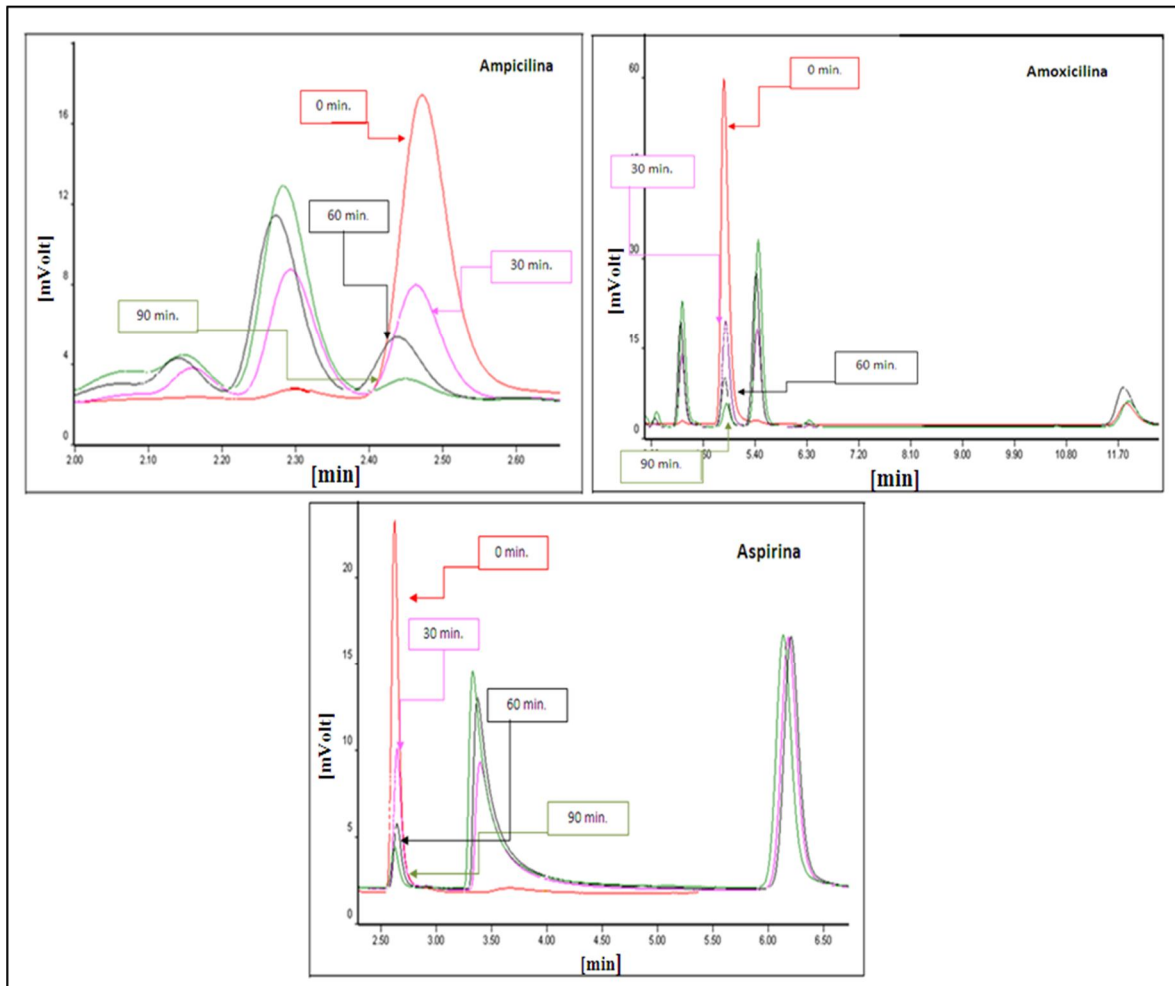 Ampicilina
0 min.
60 min.
30 min.
90 min.
[mVolt]
16
12
8
4
0
2.00 2.10 2.20 2.30 2.40 2.50 2.60
[min]
Amoxicilina
0 min.
30 min.
60 min.
90 min.
[mVolt]
60
30
15
0
5.40 6.30 7.20 8.10 9.00 9.90 10.80 11.70
[min]
Aspirina
0 min.
30 min.
60 min.
90 min.
[mVolt]
20
15
10
5
0
2.50 3.00 3.50 4.00 4.50 5.00 5.50 6.00 6.50
[min]